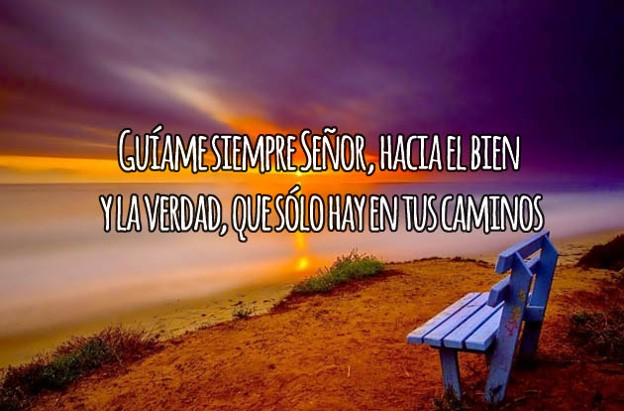 Guíame siempre Señor, hacia el bien
y la verdad, que sólo hay en tus caminos